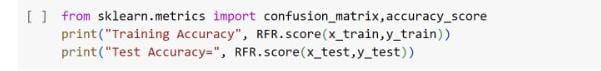 [ ] from sklearn.metrics import confusion_matrix,accuracy_score
print("Training Accuracy", RFR.score(x_train,y_train))
print("Test Accuracy=", RFR.score(x_test,y_test))